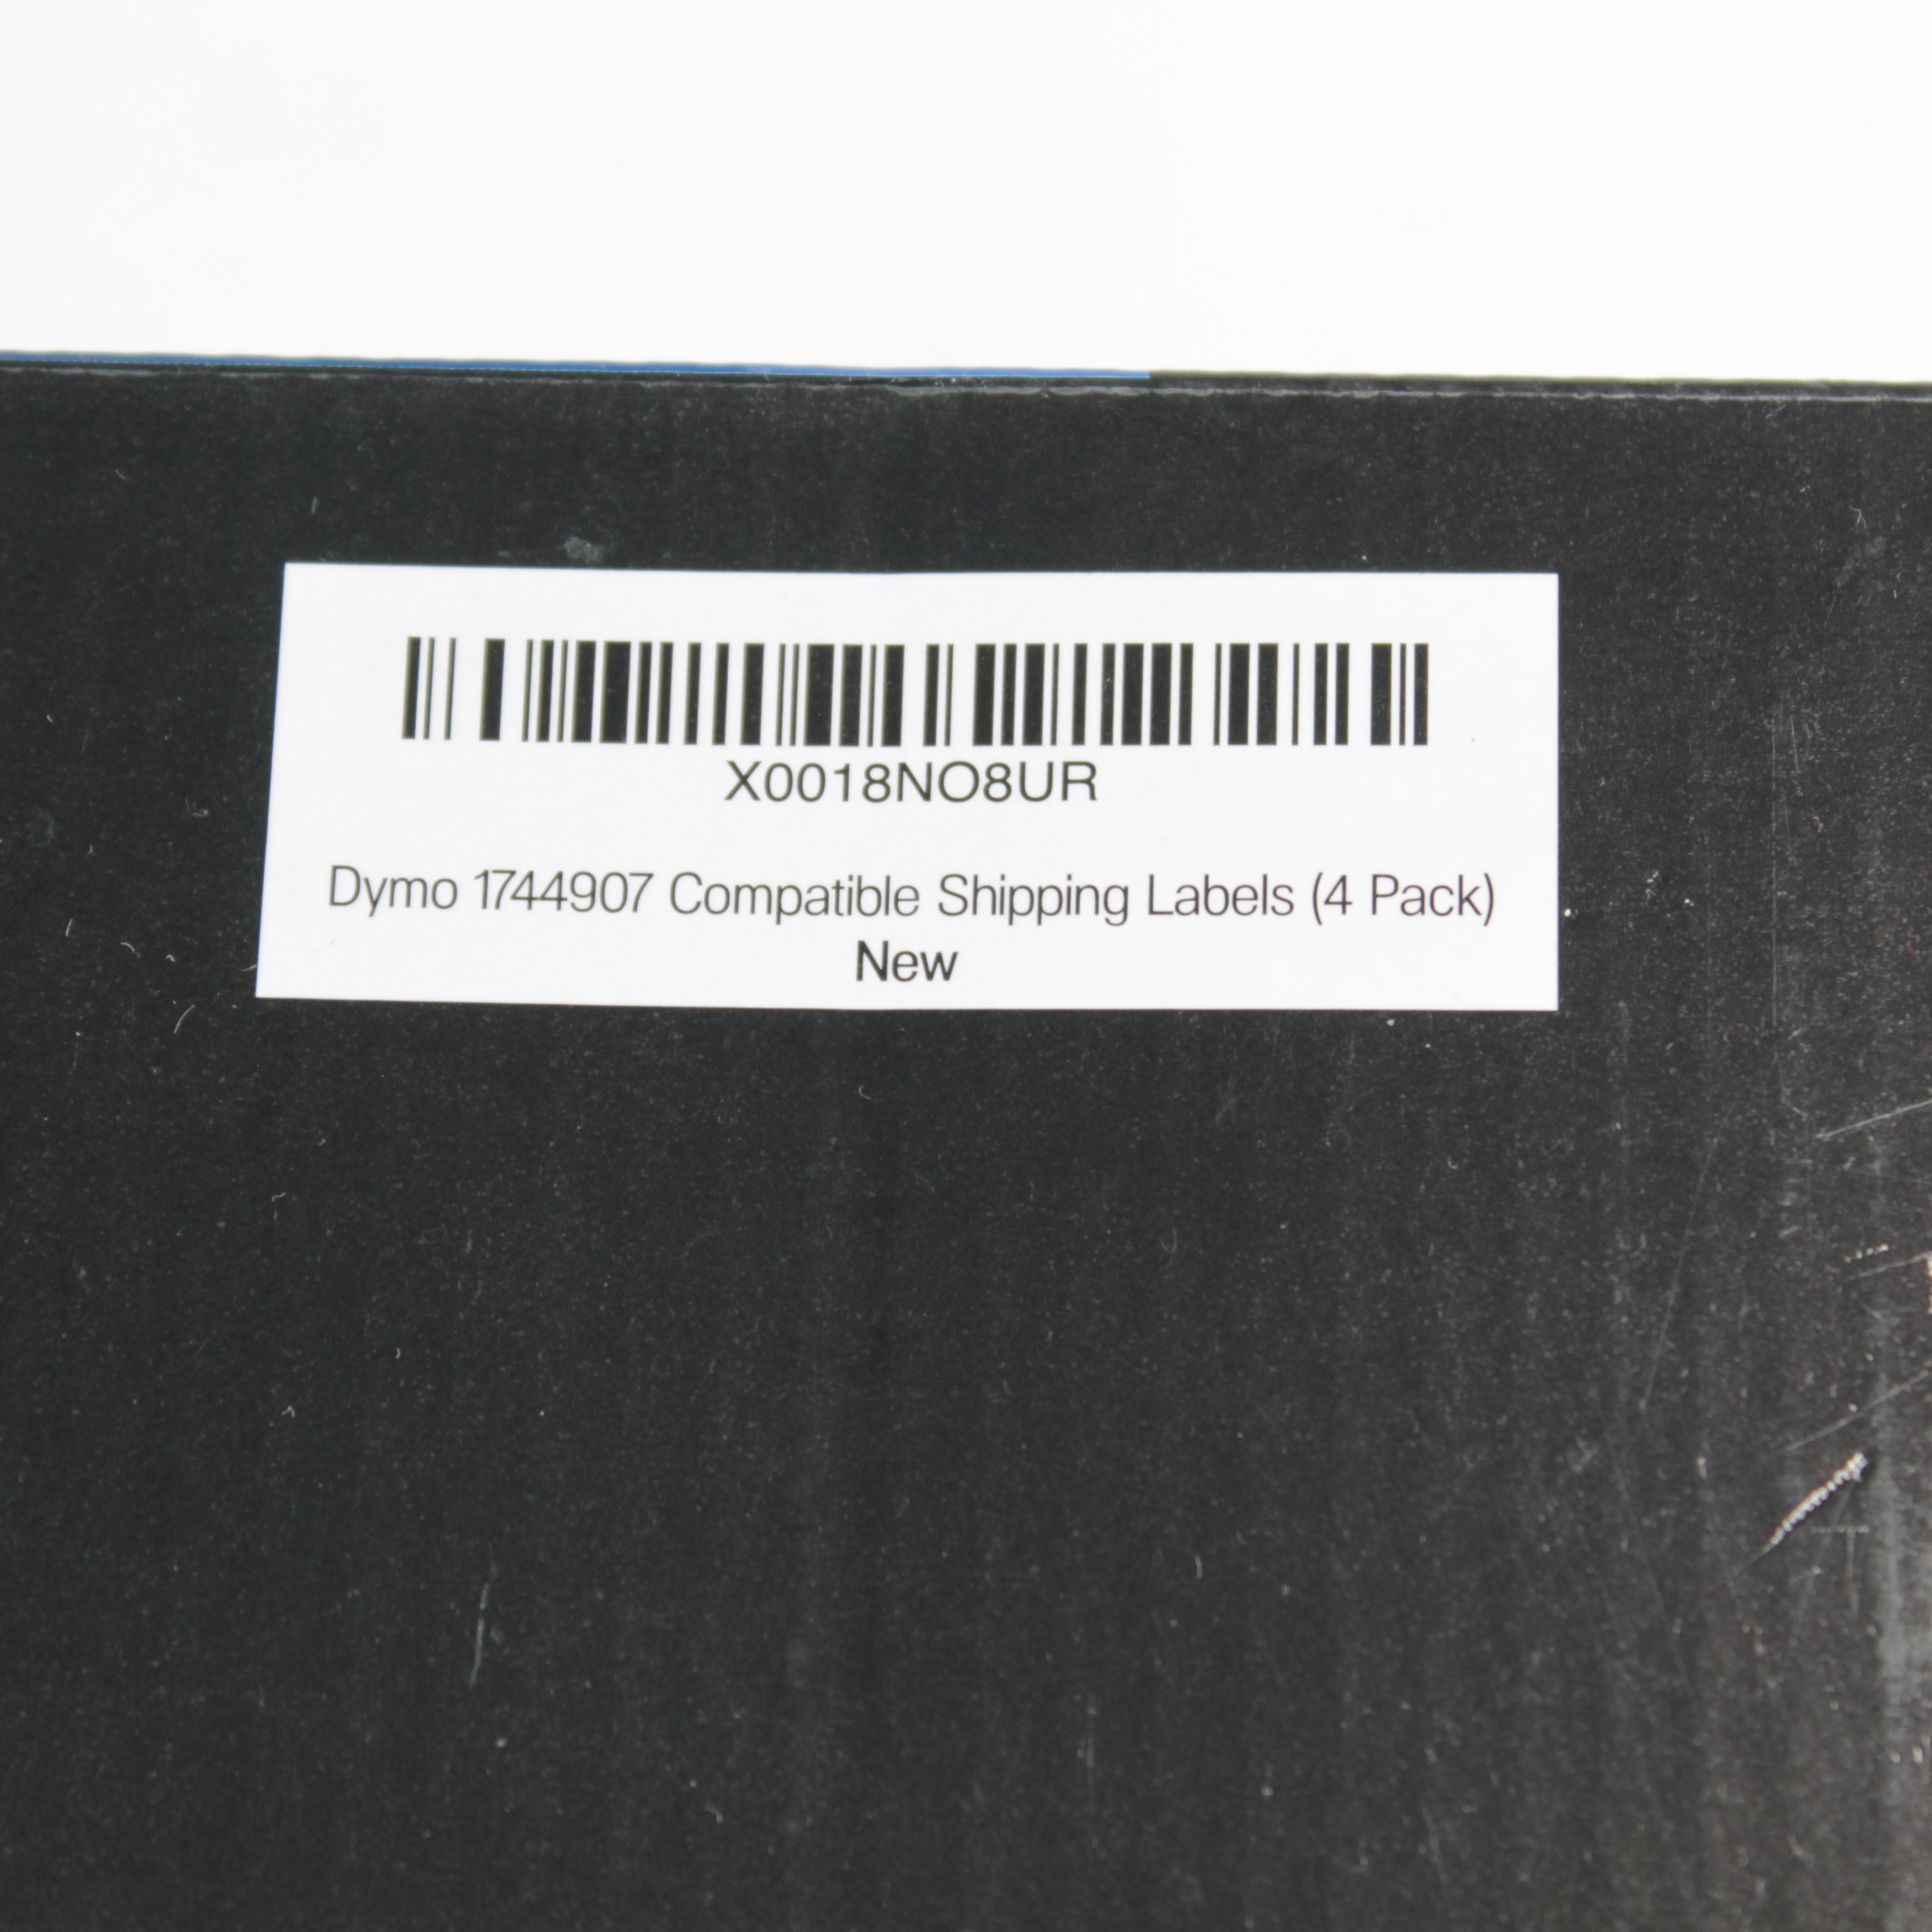 X0018NO8UR
Dymo 1744907 Compatible Shipping Labels (4 Pack)
New